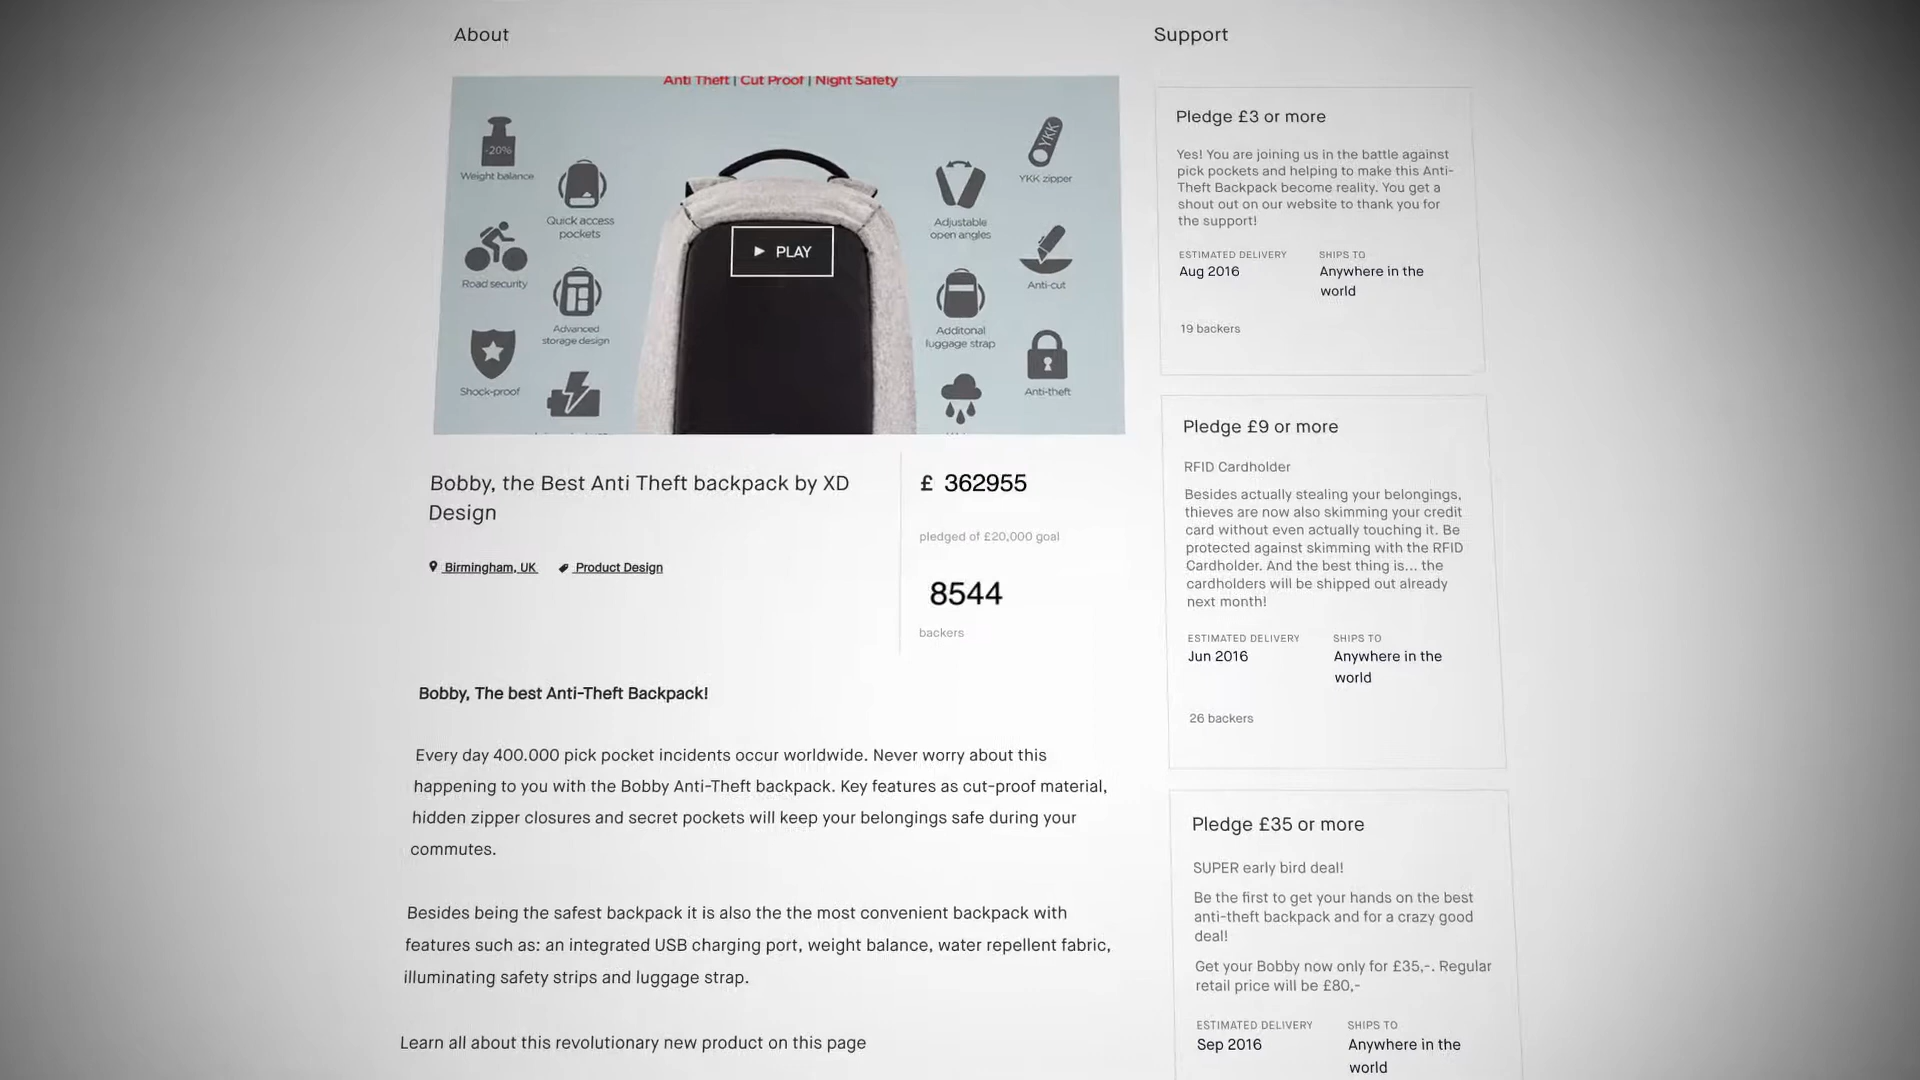 About
Support
Anti Theft | Cut Proof | Night Safety
-20%
Weight balance
Quick access
pockets
Road security
Advanced
storage design
Shock-proof
YKK
YKK zipper
Adjustable
open angles
Anti-cut
Additonal
luggage strap
Anti-theft
PLAY
Bobby, the Best Anti Theft backpack by XD
Design
Birmingham, UK
Product Design
£ 362955
pledged of £20,000 goal
8544
backers
Bobby, The best Anti-Theft Backpack!
Every day 400.000 pick pocket incidents occur worldwide. Never worry about this
happening to you with the Bobby Anti-Theft backpack. Key features as cut-proof material,
hidden zipper closures and secret pockets will keep your belongings safe during your
commutes.
Besides being the safest backpack it is also the the most convenient backpack with
features such as: an integrated USB charging port, weight balance, water repellent fabric,
illuminating safety strips and luggage strap.
Learn all about this revolutionary new product on this page
Pledge £3 or more
Yes! You are joining us in the battle against
pick pockets and helping to make this Anti-
Theft Backpack become reality. You get a
shout out on our website to thank you for
the support!
ESTIMATED DELIVERY
Aug 2016
SHIPS TO
Anywhere in the
world
19 backers
Pledge £9 or more
RFID Cardholder
Besides actually stealing your belongings,
thieves are now also skimming your credit
card without even actually touching it. Be
protected against skimming with the RFID
Cardholder. And the best thing is... the
cardholders will be shipped out already
next month!
ESTIMATED DELIVERY
Jun 2016
SHIPS TO
Anywhere in the
world
26 backers
Pledge £35 or more
SUPER early bird deal!
Be the first to get your hands on the best
anti-theft backpack and for a crazy good
deal!
Get your Bobby now only for £35,-. Regular
retail price will be £80,-
ESTIMATED DELIVERY
Sep 2016
SHIPS TO
Anywhere in the
world